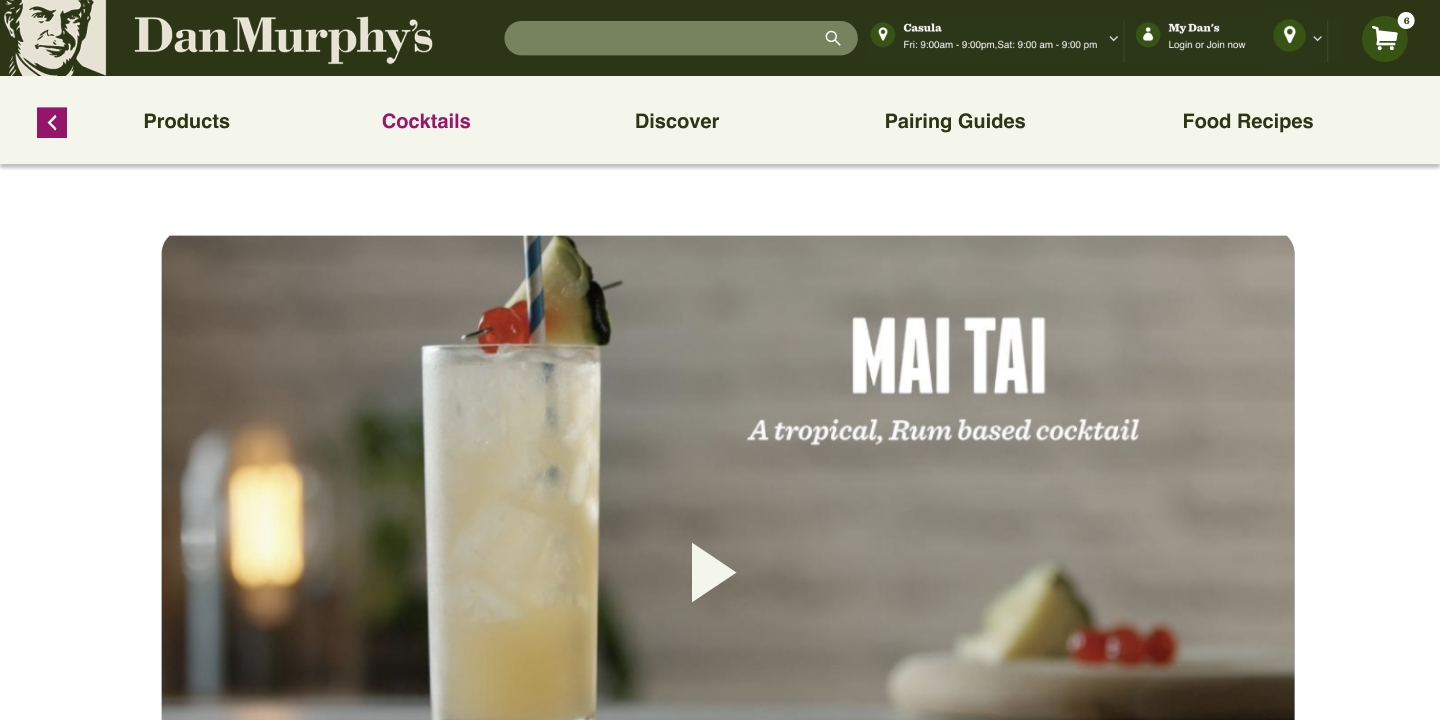 Dan Murphy's
Casula
Fri: 9:00am - 9:00pm,Sat: 9:00 am - 9:00 pm
My Dan's
Login or Join now
6
Products
Cocktails
Discover
Pairing Guides
Food Recipes
MAI TAI
A tropical, Rum based cocktail